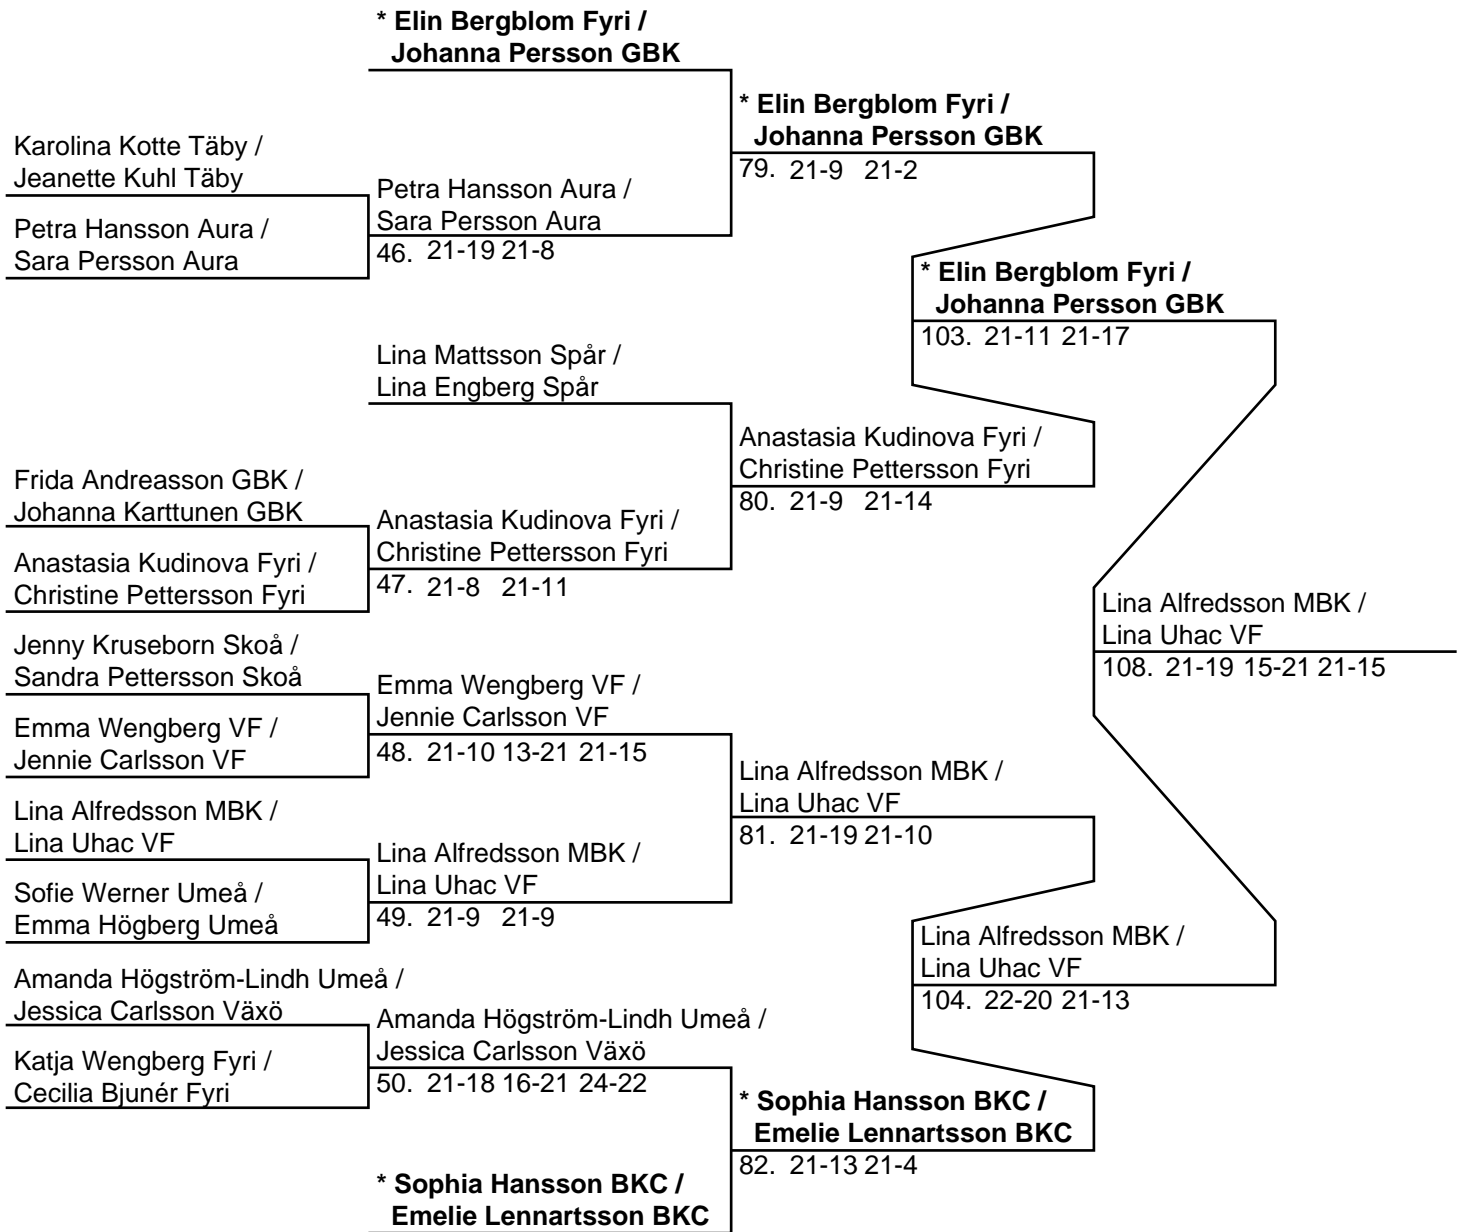 * Elin Bergblom Fyri /
Johanna Persson GBK
* Elin Bergblom Fyri /
Johanna Persson GBK
79. 21-9 21-2
Karolina Kotte Täby /
Jeanette Kuhl Täby
Petra Hansson Aura /
Sara Persson Aura
46. 21-19 21-8
Petra Hansson Aura /
Sara Persson Aura
* Elin Bergblom Fyri /
Johanna Persson GBK
103. 21-11 21-17
Lina Mattsson Spår /
Lina Engberg Spår
Anastasia Kudinova Fyri /
Christine Pettersson Fyri
80. 21-9 21-14
Frida Andreasson GBK /
Johanna Karttunen GBK
Anastasia Kudinova Fyri /
Christine Pettersson Fyri
47. 21-8 21-11
Anastasia Kudinova Fyri /
Christine Pettersson Fyri
Lina Alfredsson MBK /
Lina Uhac VF
108. 21-19 15-21 21-15
Jenny Kruseborn Skoå /
Sandra Pettersson Skoå
Emma Wengberg VF /
Jennie Carlsson VF
48. 21-10 13-21 21-15
Emma Wengberg VF /
Jennie Carlsson VF
Lina Alfredsson MBK /
Lina Uhac VF
81. 21-19 21-10
Lina Alfredsson MBK /
Lina Uhac VF
Lina Alfredsson MBK /
Lina Uhac VF
49. 21-9 21-9
Sofie Werner Umeå /
Emma Högberg Umeå
Lina Alfredsson MBK /
Lina Uhac VF
104. 22-20 21-13
Amanda Högström-Lindh Umeå /
Jessica Carlsson Växö
Amanda Högström-Lindh Umeå /
Jessica Carlsson Växö
50. 21-18 16-21 24-22
Katja Wengberg Fyri /
Cecilia Bjunér Fyri
* Sophia Hansson BKC /
Emelie Lennartsson BKC
82. 21-13 21-4
* Sophia Hansson BKC /
Emelie Lennartsson BKC